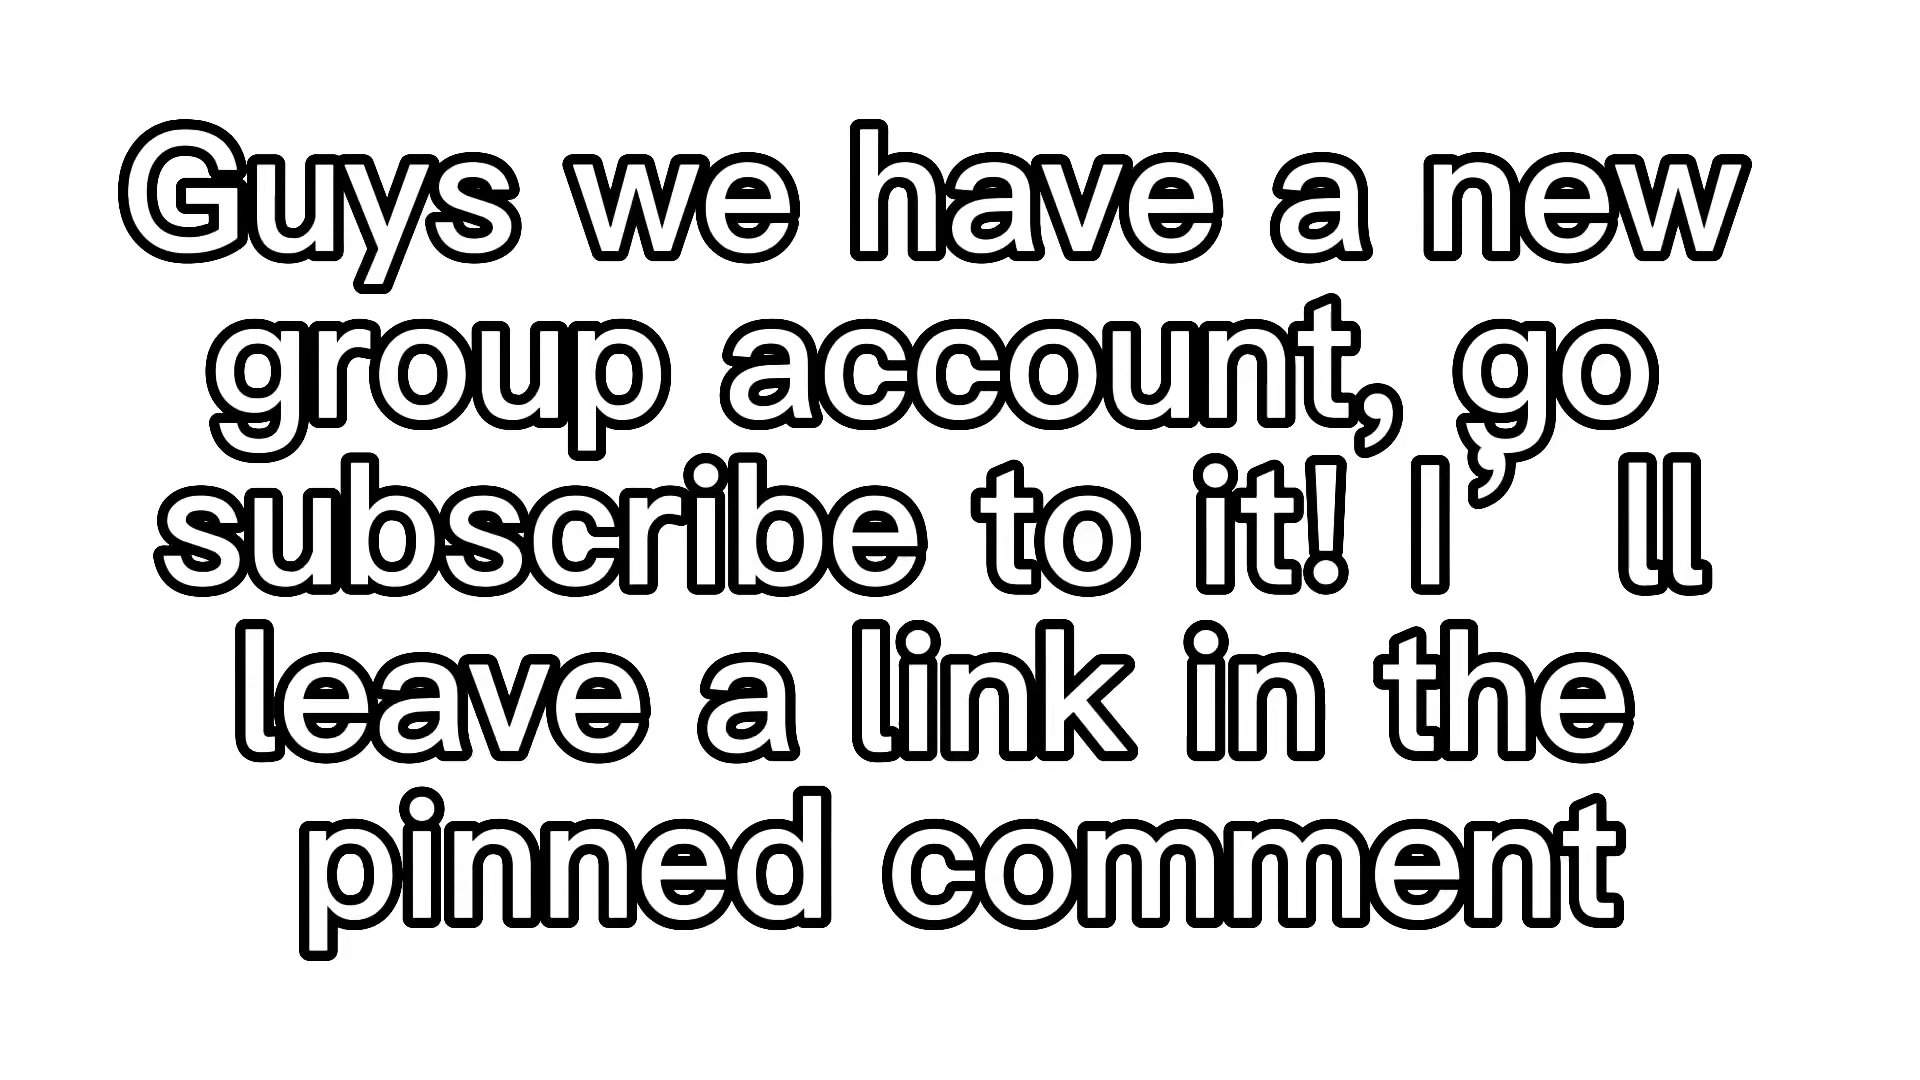 Guys we have a new
group account, go
subscribe to it! I’ll
leave a link in the
pinned comment